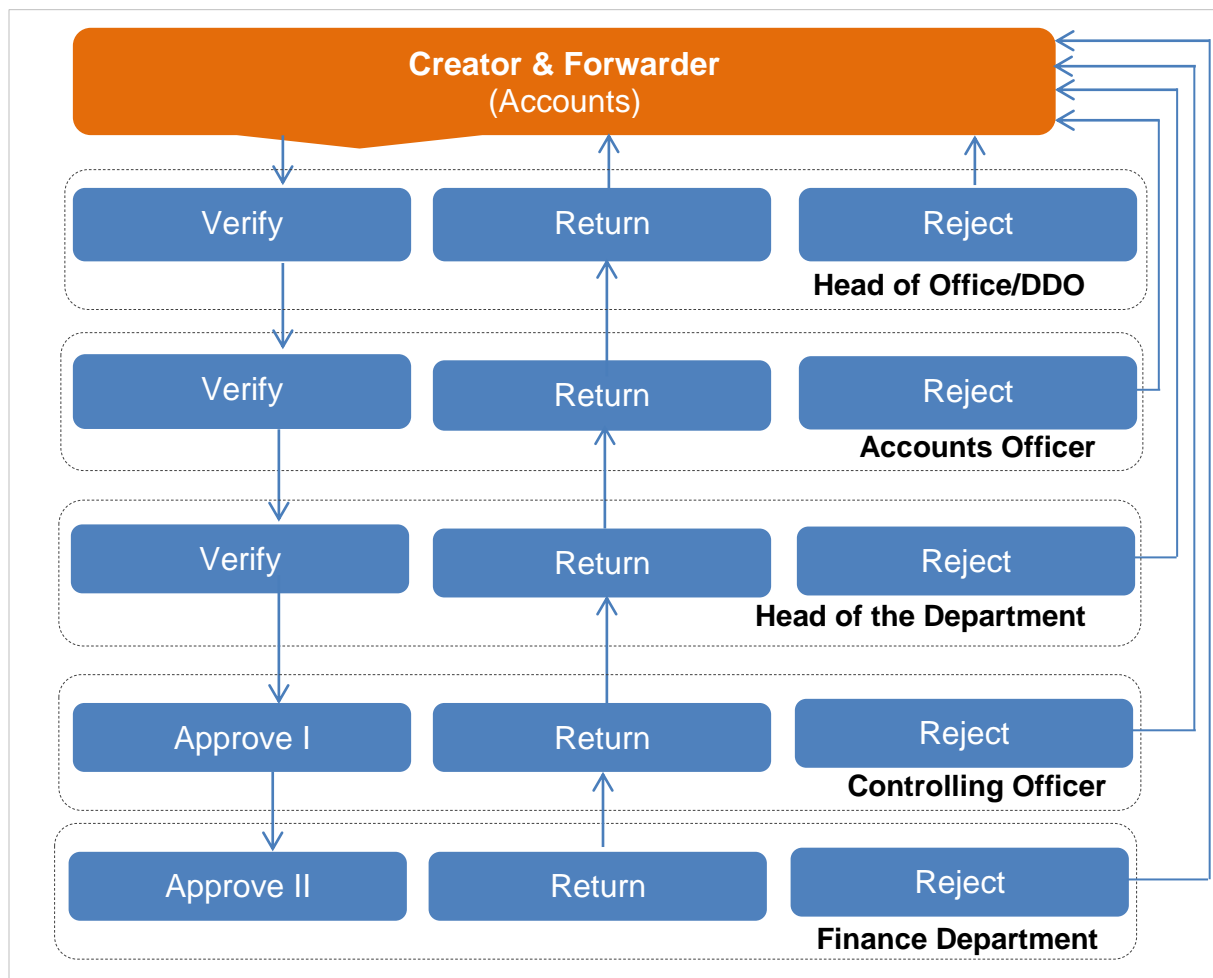 Creator & Forwarder
(Accounts)
Verify
Return
Reject
Head of Office/DDO
Verify
Return
Reject
Accounts Officer
Verify
Return
Reject
Head of the Department
Approve I
Return
Reject
Controlling Officer
Approve II
Return
Reject
Finance Department